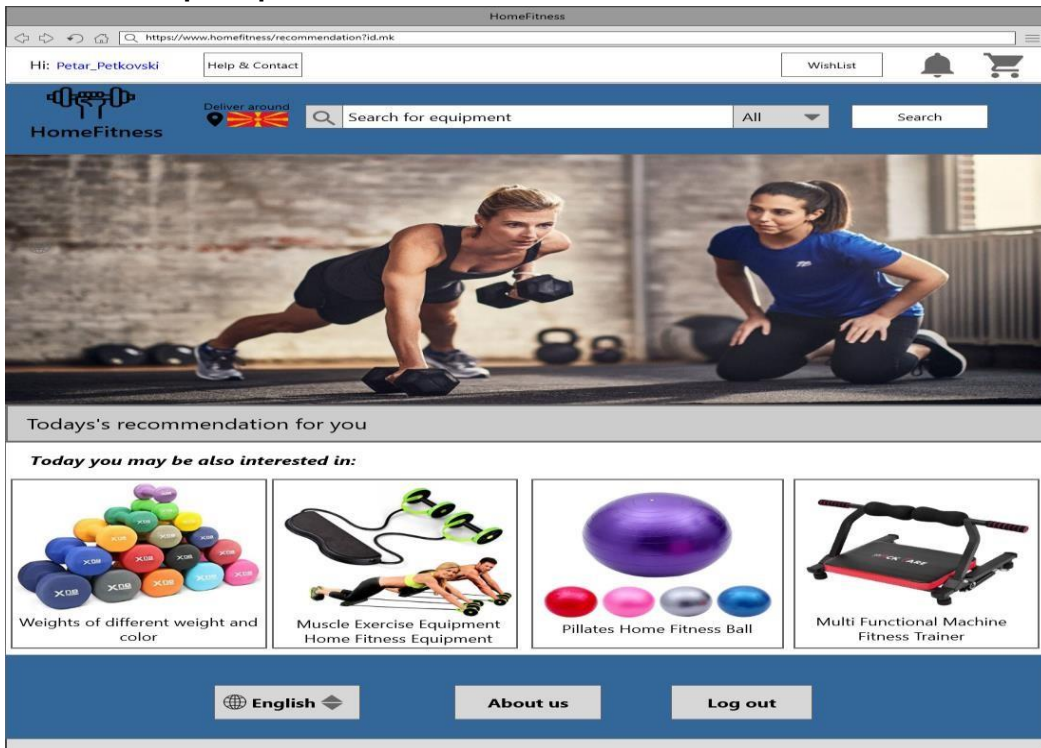 HomeFitness
https://www.homefitness/recommendation?id.mk
Hi: Petar_Petkovski
Help & Contact
WishList
HomeFitness
Deliver around
Search for equipment
All
Search
Todays's recommendation for you
Today you may be also interested in:
Weights of different weight and
color
Muscle Exercise Equipment
Home Fitness Equipment
Pillates Home Fitness Ball
Multi Functional Machine
Fitness Trainer
English
About us
Log out